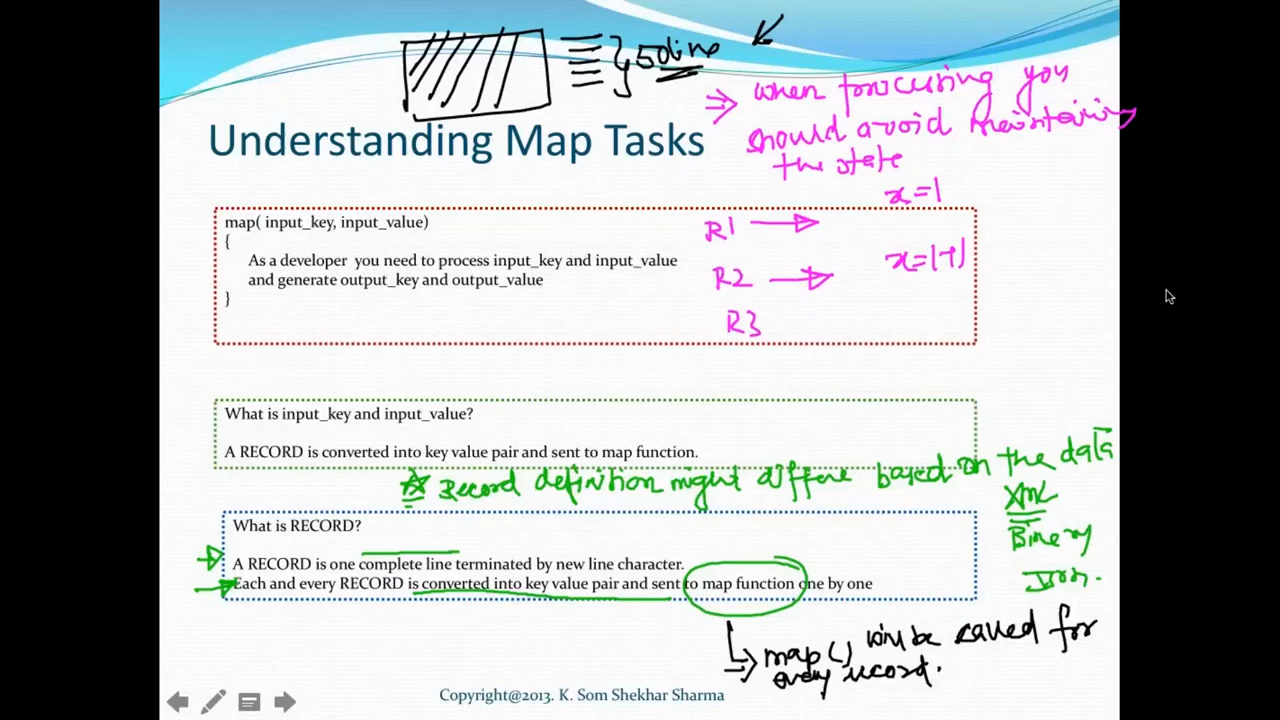 50 line
when processing you
should avoid maintaining
the state
Understanding Map Tasks
x=1
map( input_key, input_value)
{
As a developer you need to process input_key and input_value
and generate output_key and output_value
}
R1
x=1+1
R2
R3
What is input_key and input_value?
A RECORD is converted into key value pair and sent to map function.
Record definition might differe based on the data
XML
Binery
What is RECORD?
A RECORD is one complete line terminated by new line character.
Each and every RECORD is converted into key value pair and sent to map function one by one
map() will be called for
every record.
Copyright@2013. K. Som Shekhar Sharma